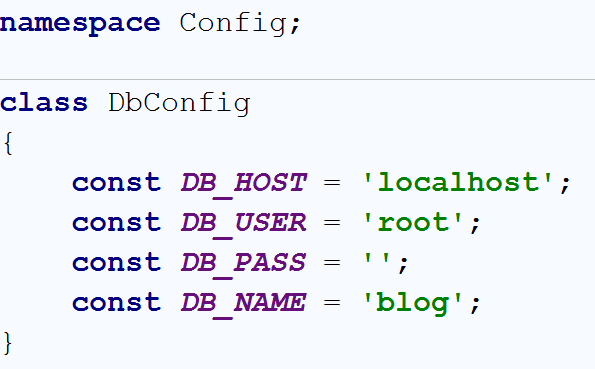 namespace Config;
class DbConfig
{
    const DB_HOST = 'localhost';
    const DB_USER = 'root';
    const DB_PASS = '';
    const DB_NAME = 'blog';
}